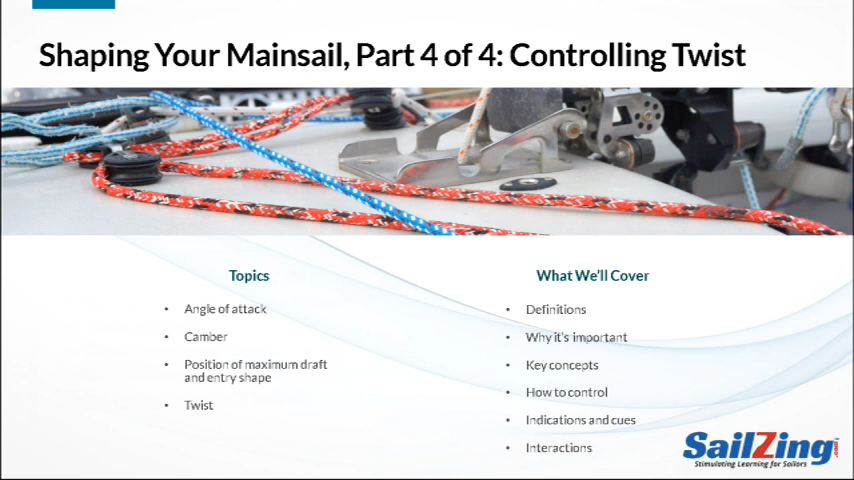 Shaping Your Mainsail, Part 4 of 4: Controlling Twist
Topics
• Angle of attack
• Camber
• Position of maximum draft
and entry shape
• Twist
What We'll Cover
• Definitions
• Why it's important
• Key concepts
• How to control
• Indications and cues
• Interactions
SailZing
Stimulating Learning for Sailors